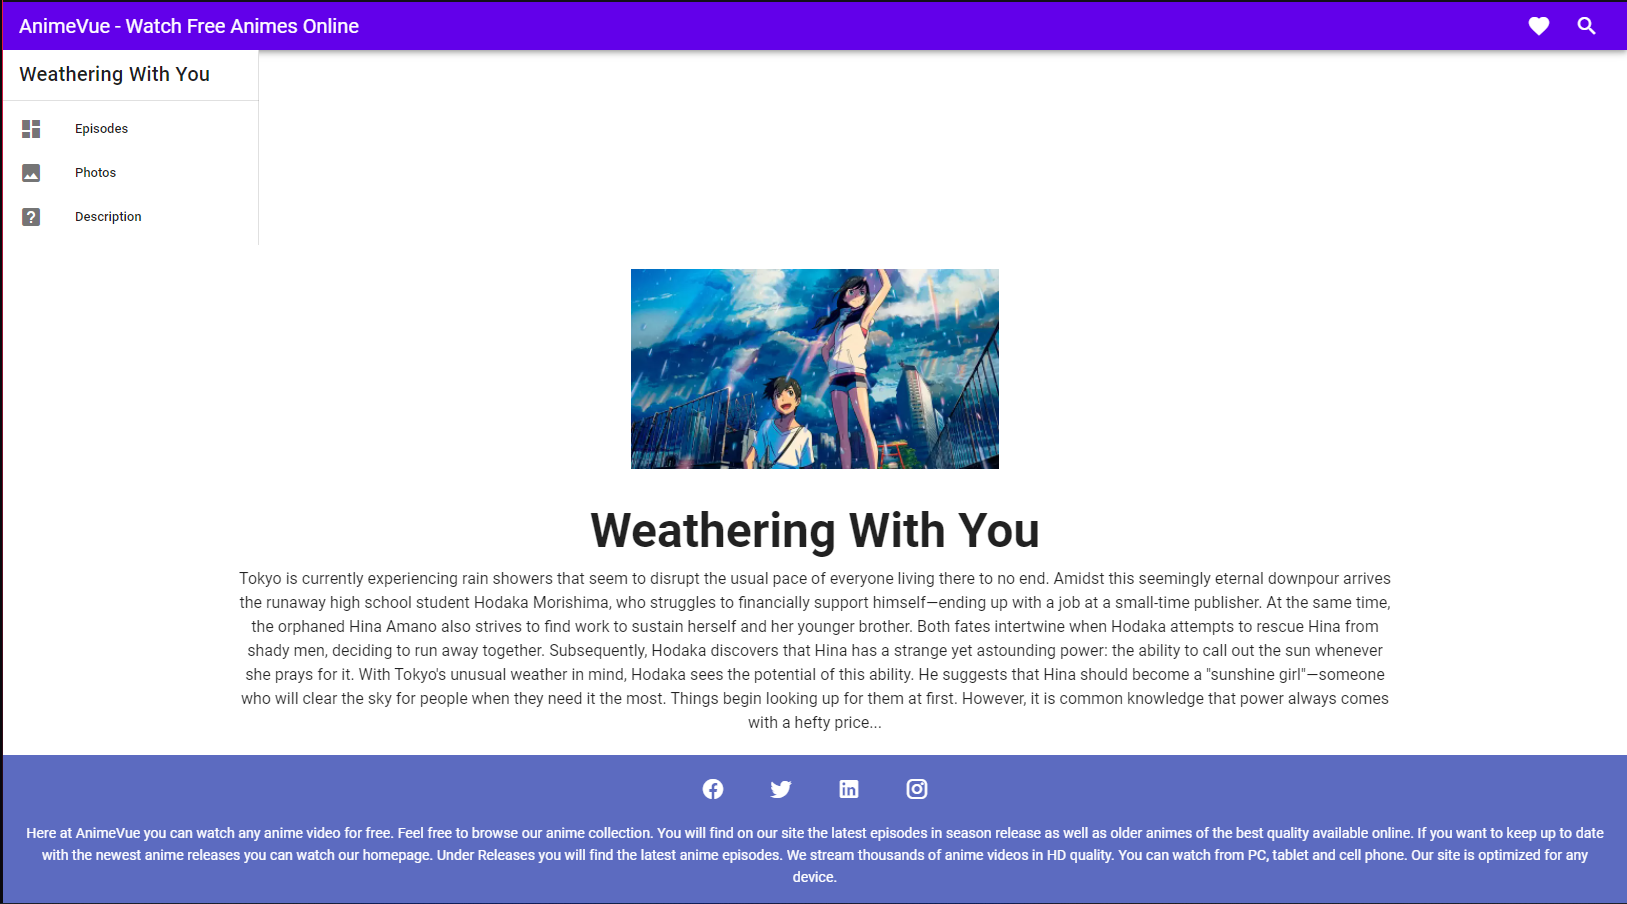 AnimeVue - Watch Free Animes Online
Weathering With You
Episodes
Photos
Description
Weathering With You
Tokyo is currently experiencing rain showers that seem to disrupt the usual pace of everyone living there to no end. Amidst this seemingly eternal downpour arrives
the runaway high school student Hodaka Morishima, who struggles to financially support himself—ending up with a job at a small-time publisher. At the same time,
the orphaned Hina Amano also strives to find work to sustain herself and her younger brother. Both fates intertwine when Hodaka attempts to rescue Hina from
shady men, deciding to run away together. Subsequently, Hodaka discovers that Hina has a strange yet astounding power: the ability to call out the sun whenever
she prays for it. With Tokyo's unusual weather in mind, Hodaka sees the potential of this ability. He suggests that Hina should become a "sunshine girl"—someone
who will clear the sky for people when they need it the most. Things begin looking up for them at first. However, it is common knowledge that power always comes
with a hefty price...
Here at AnimeVue you can watch any anime video for free. Feel free to browse our anime collection. You will find on our site the latest episodes in season release as well as older animes of the best quality available online. If you want to keep up to date
with the newest anime releases you can watch our homepage. Under Releases you will find the latest anime episodes. We stream thousands of anime videos in HD quality. You can watch from PC, tablet and cell phone. Our site is optimized for any
device.